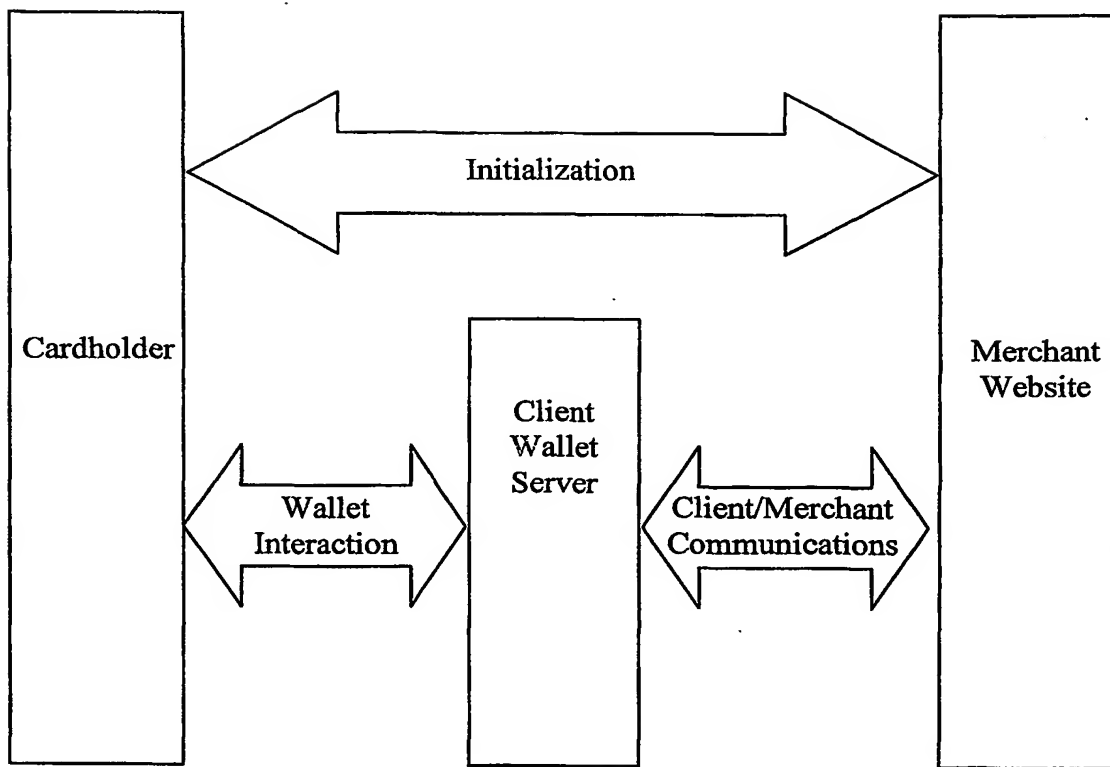 Initialization
Cardholder
Merchant
Website
Client
Wallet
Server
Wallet
Interaction
Client/Merchant
Communications